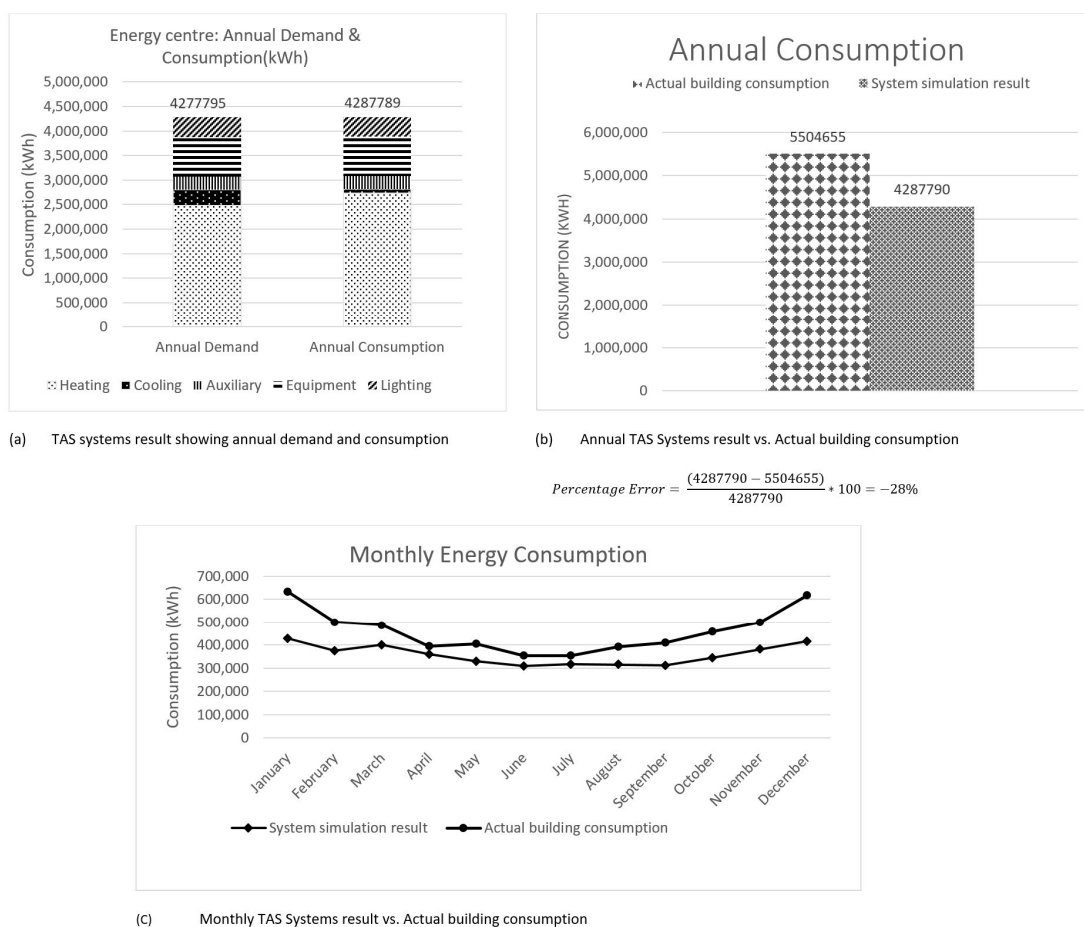 Energy centre: Annual Demand &
Consumption(kWh)
Consumption (kWh)
5,000,000
4,500,000
4,000,000
3,500,000
3,000,000
2,500,000
2,000,000
1,500,000
1,000,000
500,000
0
4277795
4287789
Annual Demand
Annual Consumption
Heating
Cooling
Auxiliary
Equipment
Lighting
(a) TAS systems result showing annual demand and consumption
Annual Consumption
Actual building consumption
System simulation result
CONSUMPTION (KWH)
6,000,000
5,000,000
4,000,000
3,000,000
2,000,000
1,000,000
0
5504655
4287790
(b) Annual TAS Systems result vs. Actual building consumption
Percentage Error = (4287790 − 5504655) / 4287790 * 100 = −28%
Monthly Energy Consumption
Consumption (kWh)
700,000
600,000
500,000
400,000
300,000
200,000
100,000
0
January
February
March
April
May
June
July
August
September
October
November
December
System simulation result
Actual building consumption
(C) Monthly TAS Systems result vs. Actual building consumption